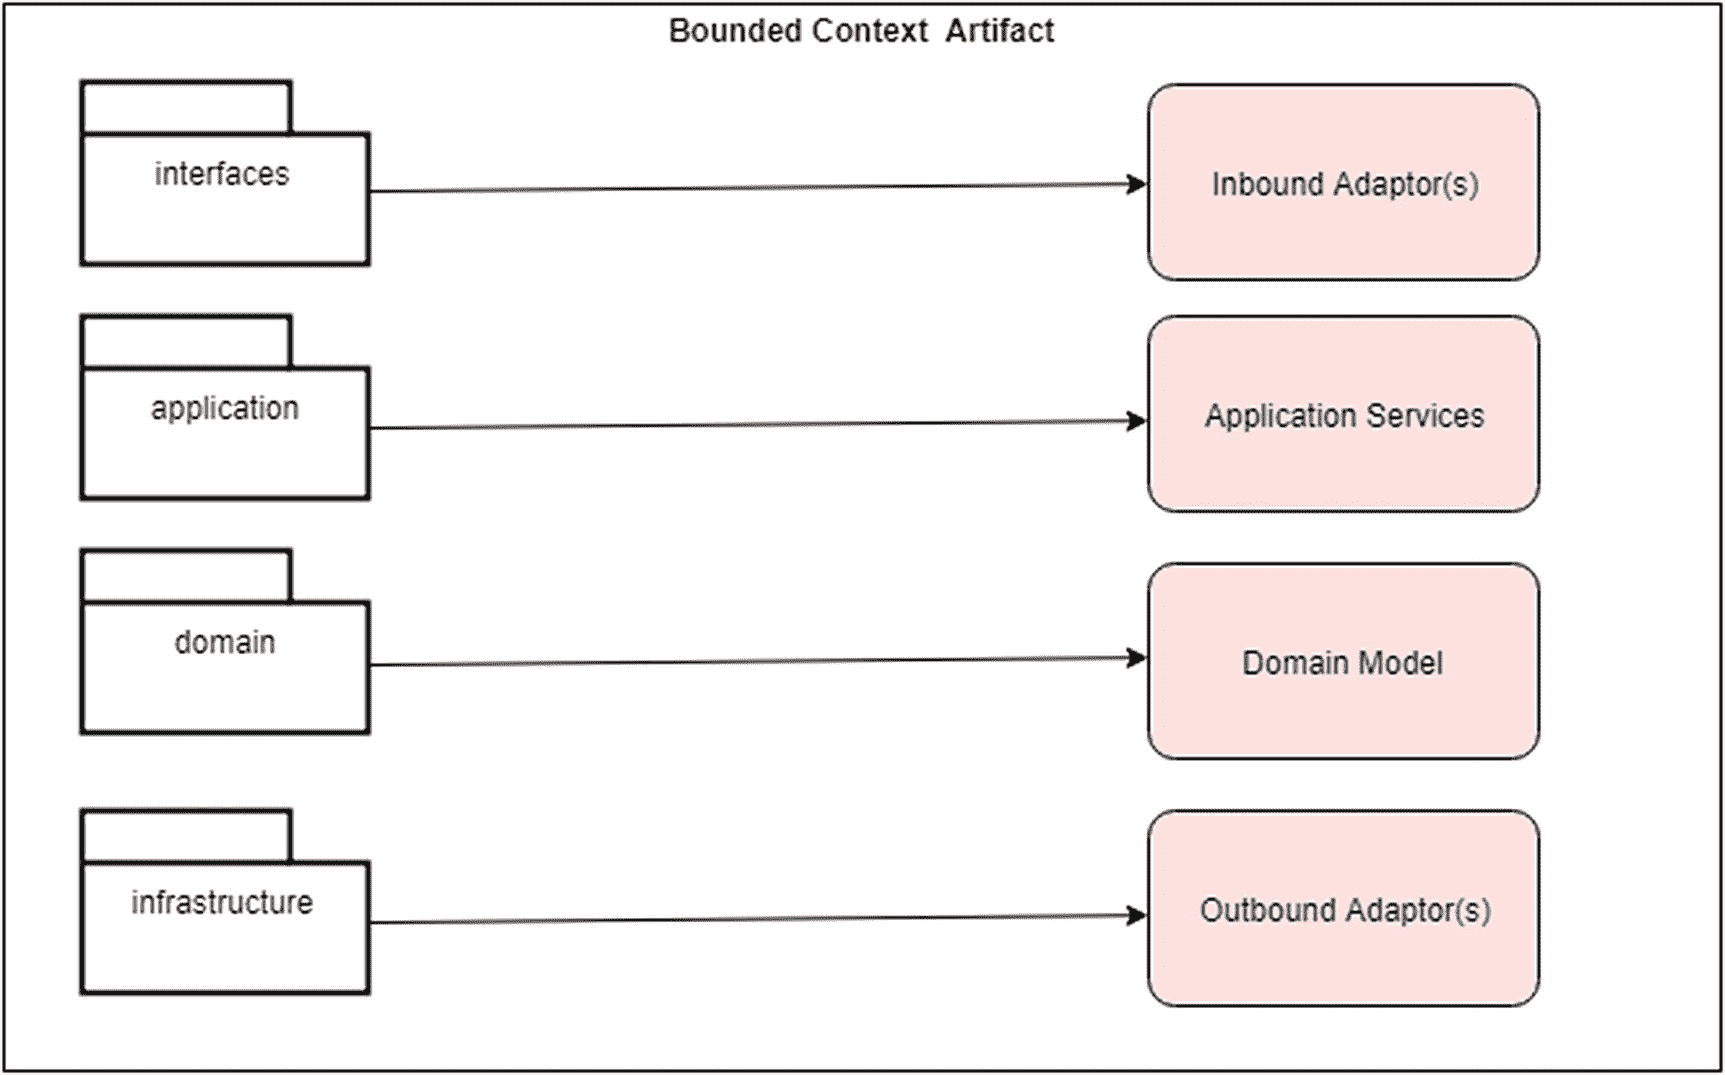 Bounded Context Artifact
interfaces
Inbound Adaptor(s)
application
Application Services
domain
Domain Model
infrastructure
Outbound Adaptor(s)